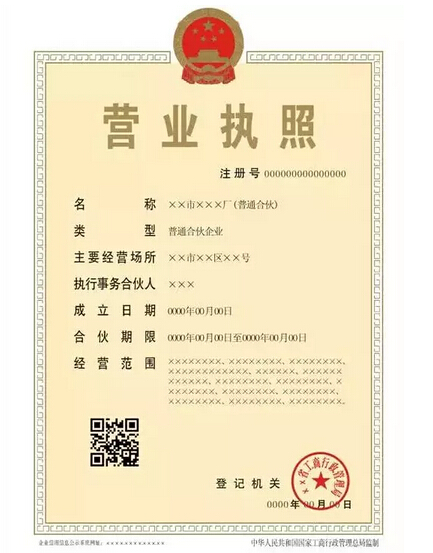 营业执照
注册号 000000000000000
名称 ××市×××厂(普通合伙)
类型 普通合伙企业
主要经营场所 ××市××区××号
执行事务合伙人 ×××
成立日期 0000年00月00日
合伙期限 0000年00月00日至0000年00月00日
经营范围 ××××××××、××××××××、××××××××、
×××××××、×××××××、××××××××、
×××××××、××××××××、×××××××、×
×××××××、×××××××、××××××××、×
××××××、××××××××、××××××××。
登记机关
××省工商行政管理局
0000年00月00日
企业信用信息公示系统网址：×××××××××××××
中华人民共和国国家工商行政管理总局监制